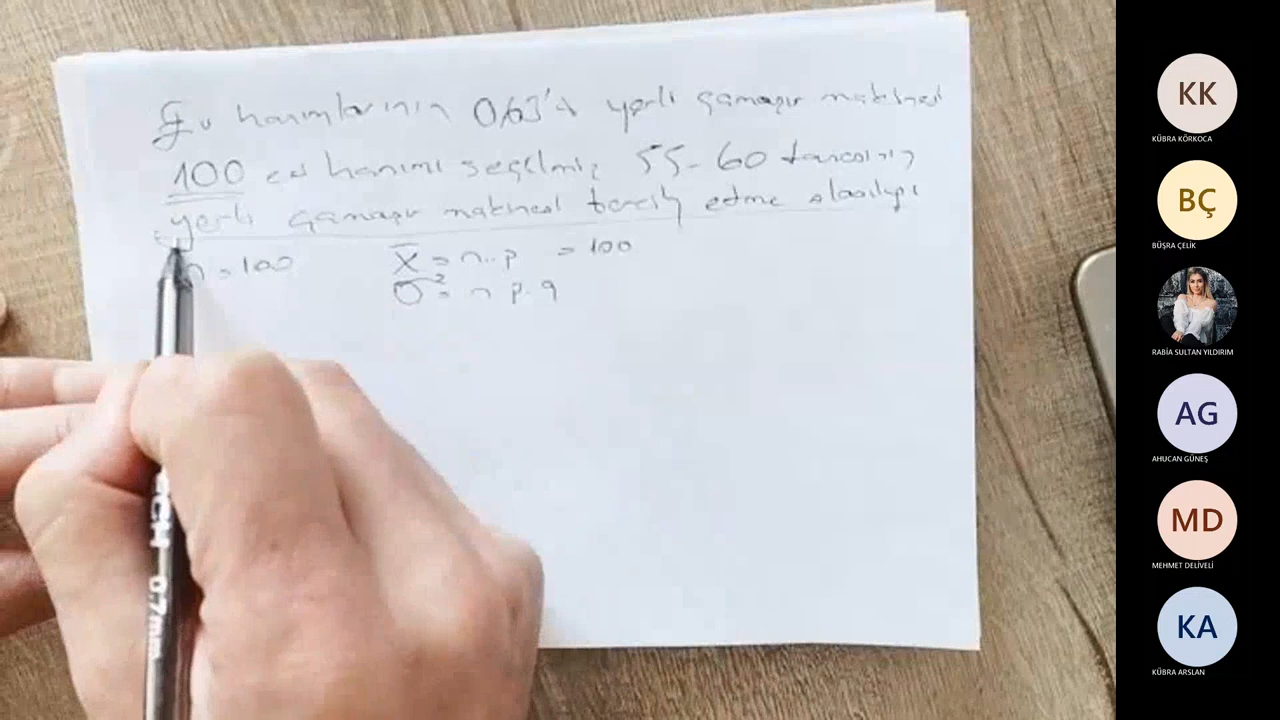 Ev hanımlarının 0,63'ü yerli çamaşır makinesi
100 ev hanımı seçilmiş 55-60 tanesinin
yerli çamaşır makinesi tercih etme olasılığı
n = 100
x̄ = n.p = 100
σ² = n p.q
0,7mm
KK
KÜBRA KÖRKOCA
BÇ
BÜŞRA ÇELİK
RABİA SULTAN YILDIRIM
AG
AHUCAN GÜNEŞ
MD
MEHMET DELİVELİ
KA
KÜBRA ARSLAN